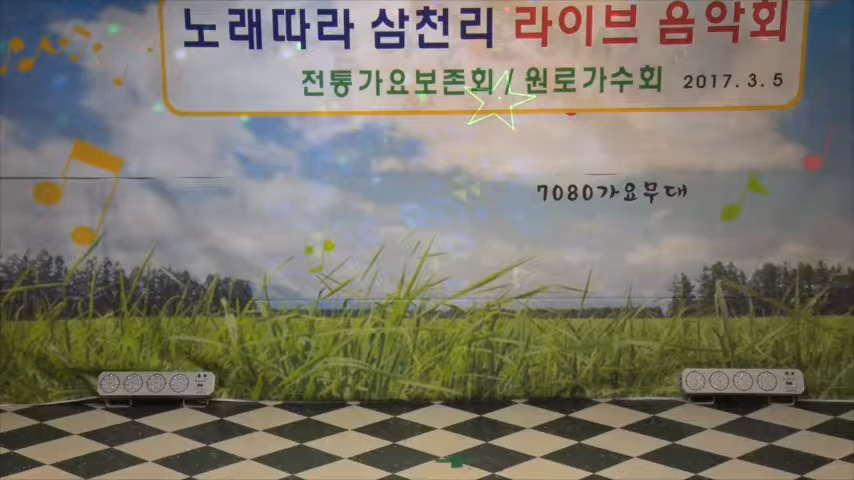 노래따라 삼천리 라이브 음악회
전통가요보존회 / 원로가수회 2017.3.5
7080가요무대